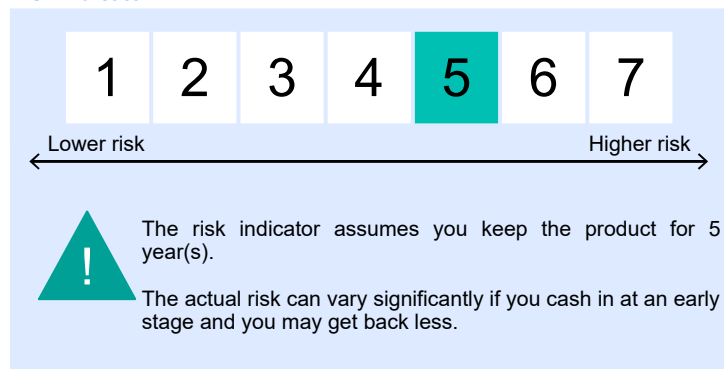 1 2 3 4 5 6 7
Lower risk Higher risk
!
The risk indicator assumes you keep the product for 5
year(s).
The actual risk can vary significantly if you cash in at an early
stage and you may get back less.